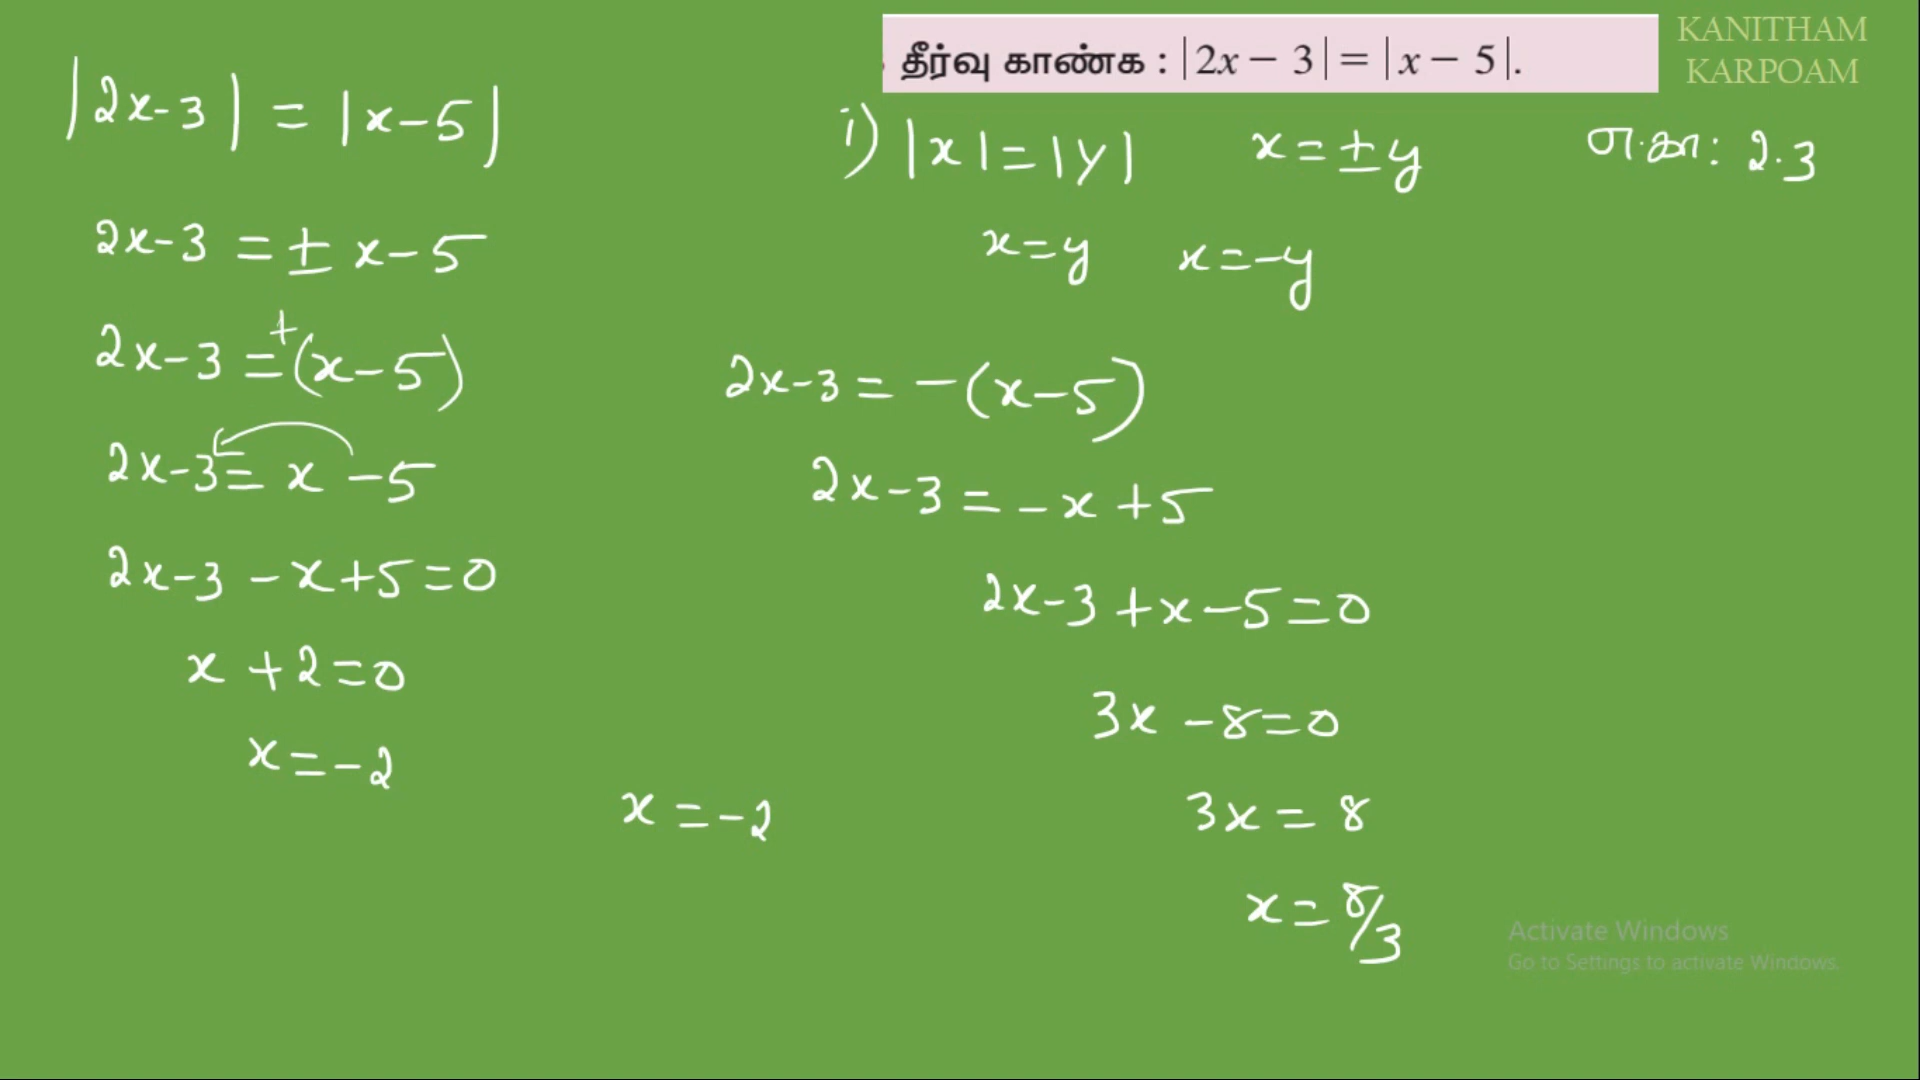 தீர்வு காண்க : |2x − 3| = |x − 5|.
KANITHAM
KARPOAM
|2x-3| = |x-5|
i) |x| = |y| x = ±y
எ.கா: 2.3
2x-3 = ± x-5
x=y x=-y
2x-3 = +(x-5)
2x-3 = -(x-5)
2x-3 = x -5
2x-3 = -x +5
2x-3 - x+5=0
2x-3 +x-5=0
x +2=0
3x -8=0
x=-2
x = -2
3x = 8
x = 8/3
Activate Windows
Go to Settings to activate Windows.